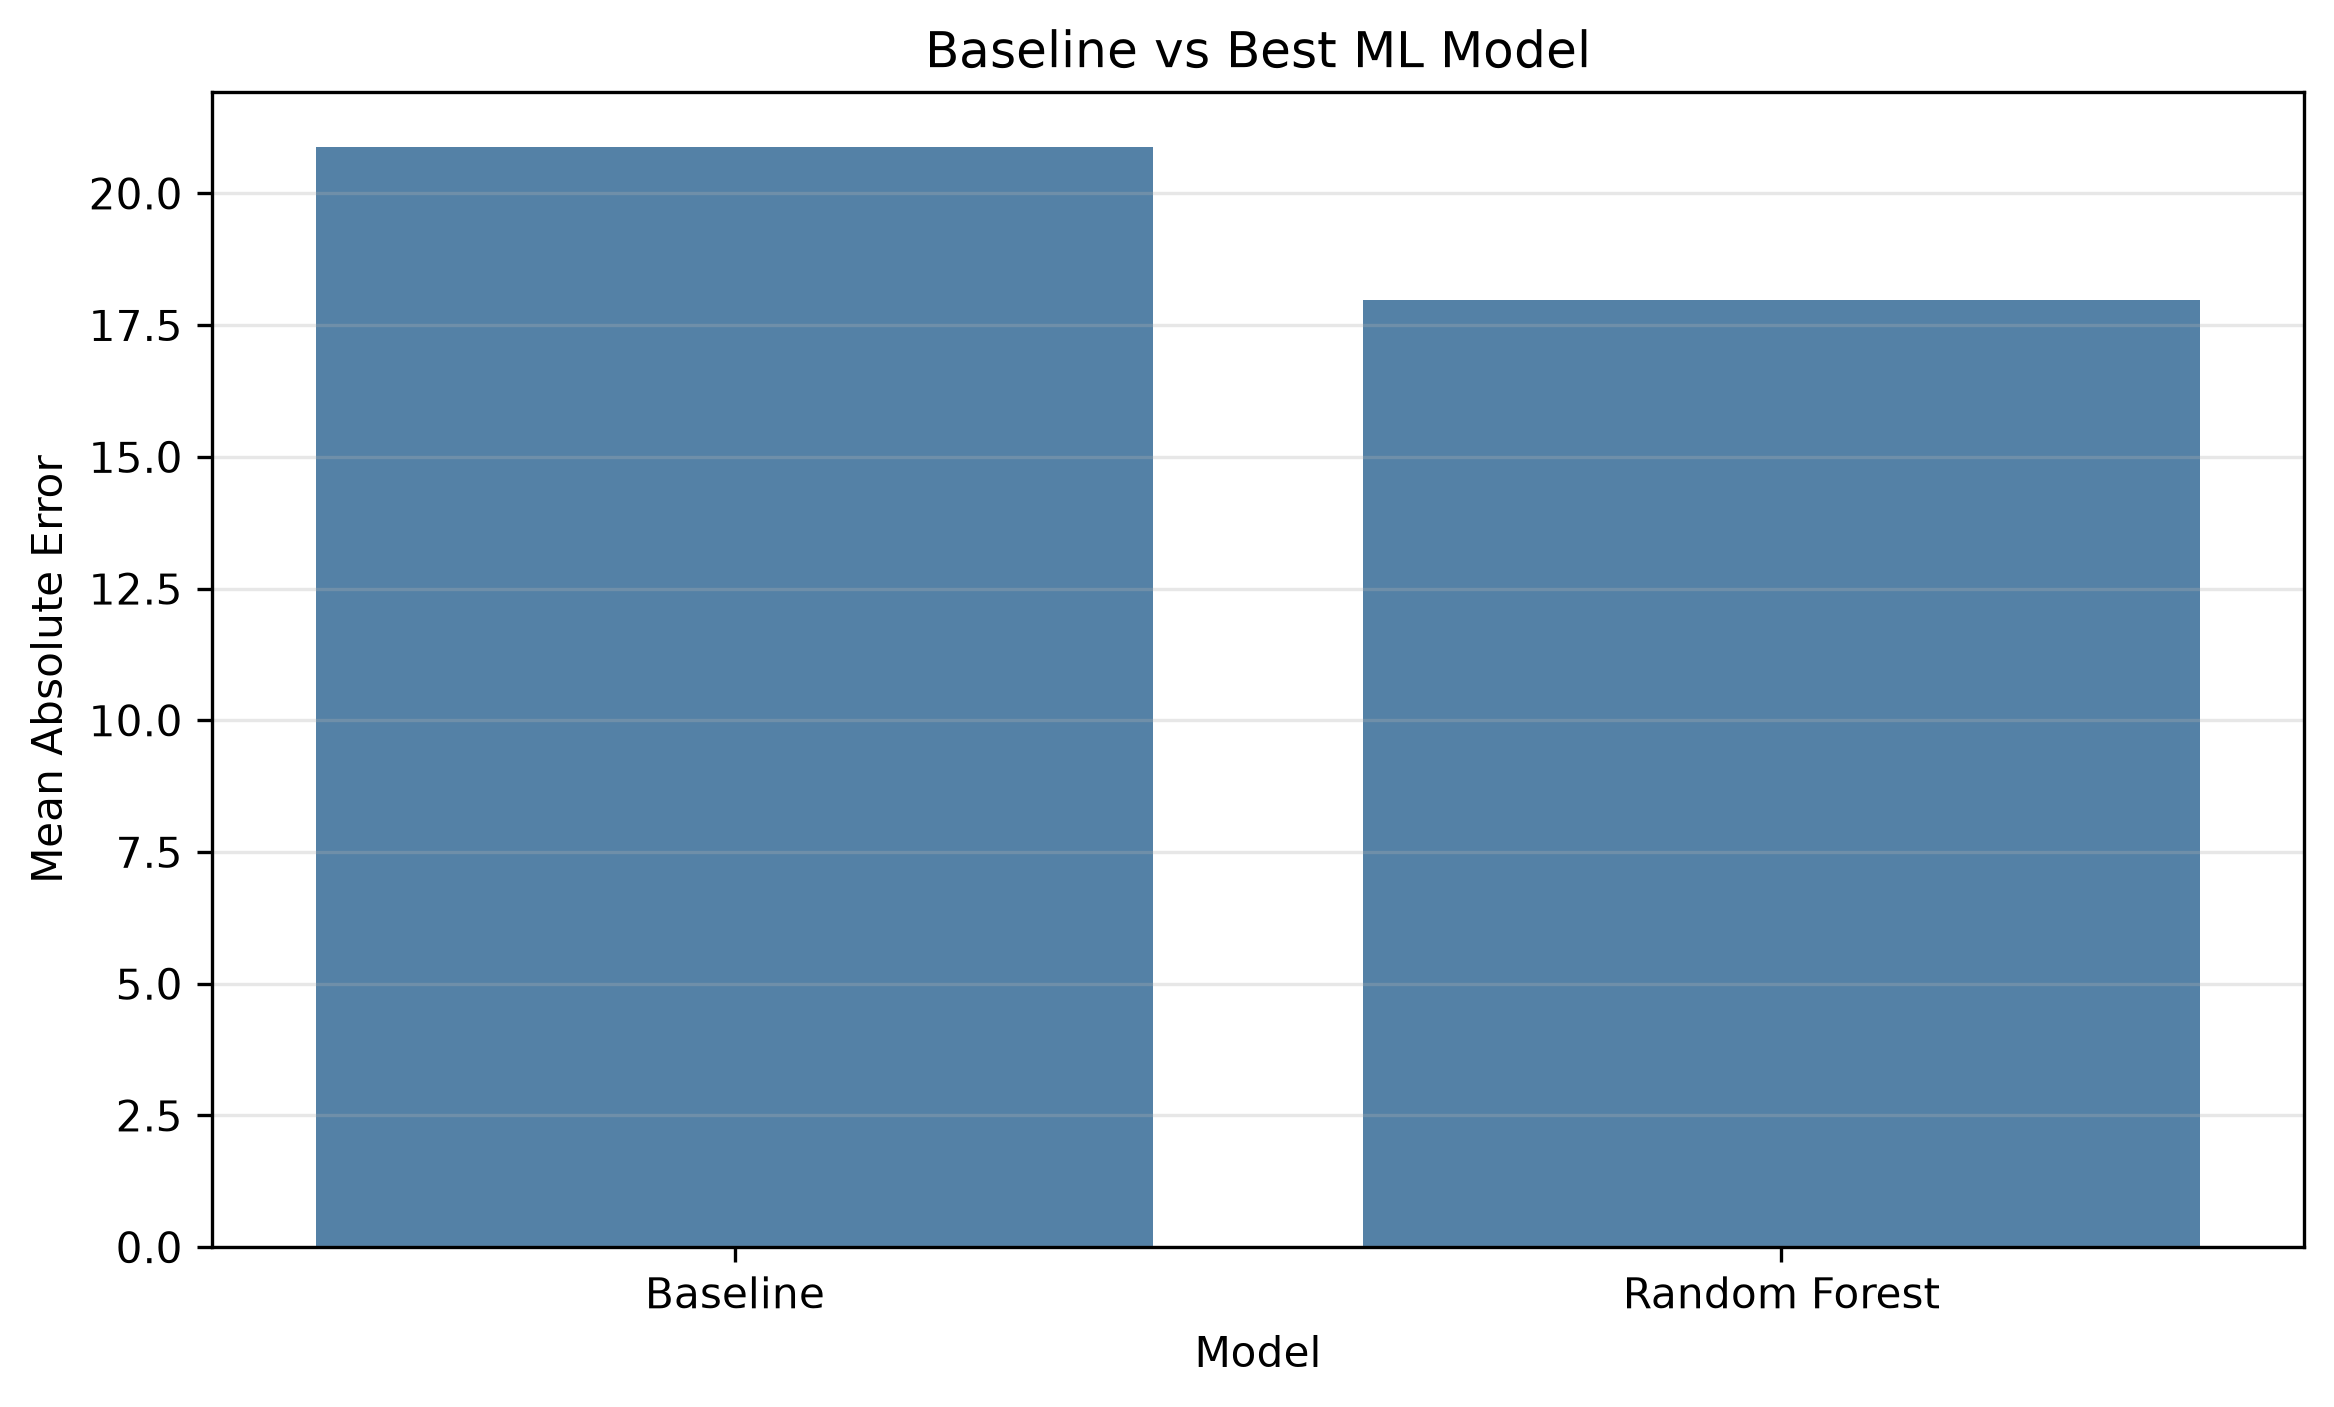 Baseline vs Best ML Model
Mean Absolute Error
20.0
17.5
15.0
12.5
10.0
7.5
5.0
2.5
0.0
Baseline
Random Forest
Model